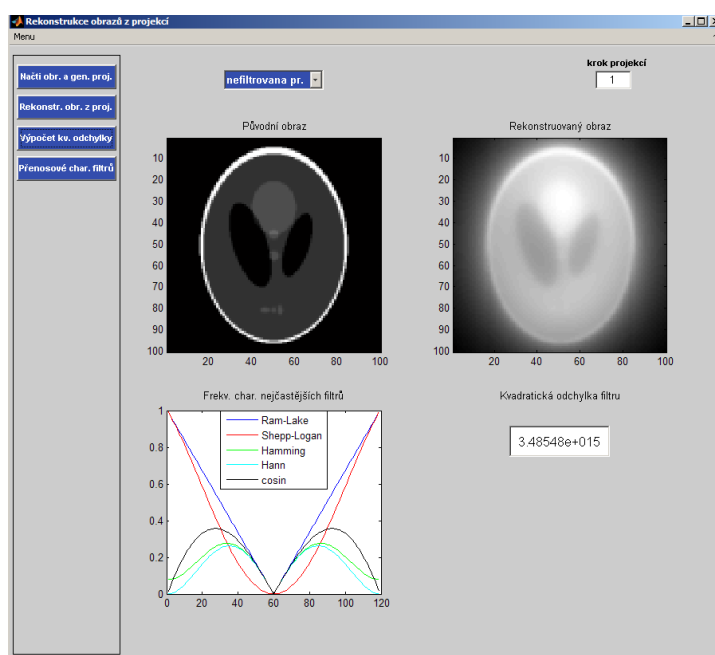 Rekonstrukce obrazů z projekcí
Menu
Načti obr. a gen. proj.
Rekonstr. obr. z proj.
Výpočet kv. odchylky
Přenosové char. filtrů
nefiltrovana pr.
krok projekcí
1
Původní obraz
10
20
30
40
50
60
70
80
90
100
20 40 60 80 100
Rekonstruovaný obraz
10
20
30
40
50
60
70
80
90
100
20 40 60 80 100
Frekv. char. nejčastějších filtrů
1
0.8
0.6
0.4
0.2
0
0 20 40 60 80 100 120
Ram-Lake
Shepp-Logan
Hamming
Hann
cosin
Kvadratická odchylka filtru
3.48548e+015